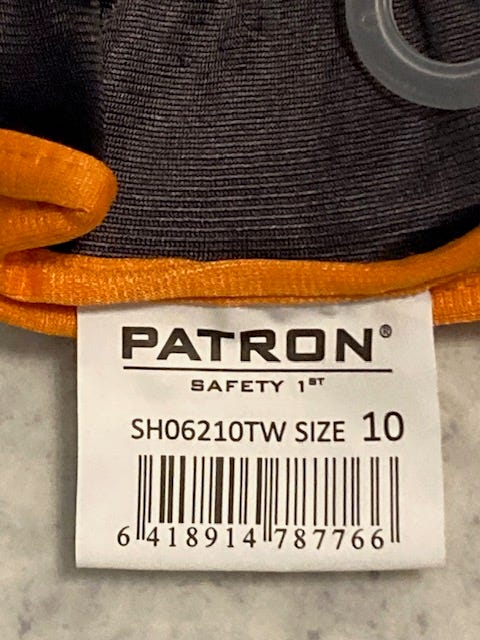 PATRON®
SAFETY 1ST
SH06210TW SIZE 10
6 418914 787766